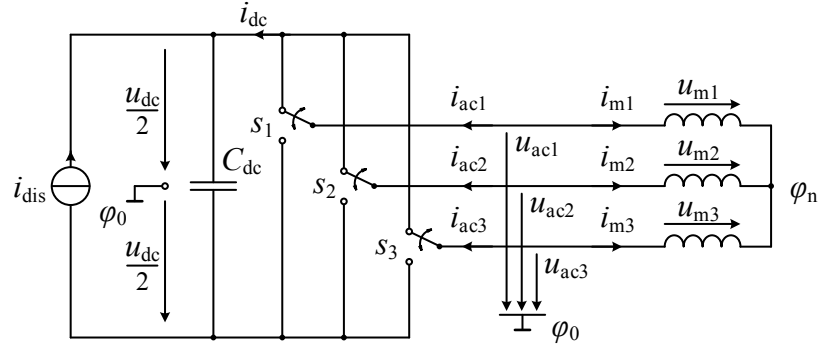 i_dc
u_dc
2
i_ac1
i_m1
u_m1
s_1
u_ac1
C_dc
i_ac2
i_m2
u_m2
i_dis
s_2
φ_n
φ_0
u_ac2
i_ac3
i_m3
u_m3
u_dc
2
s_3
u_ac3
φ_0